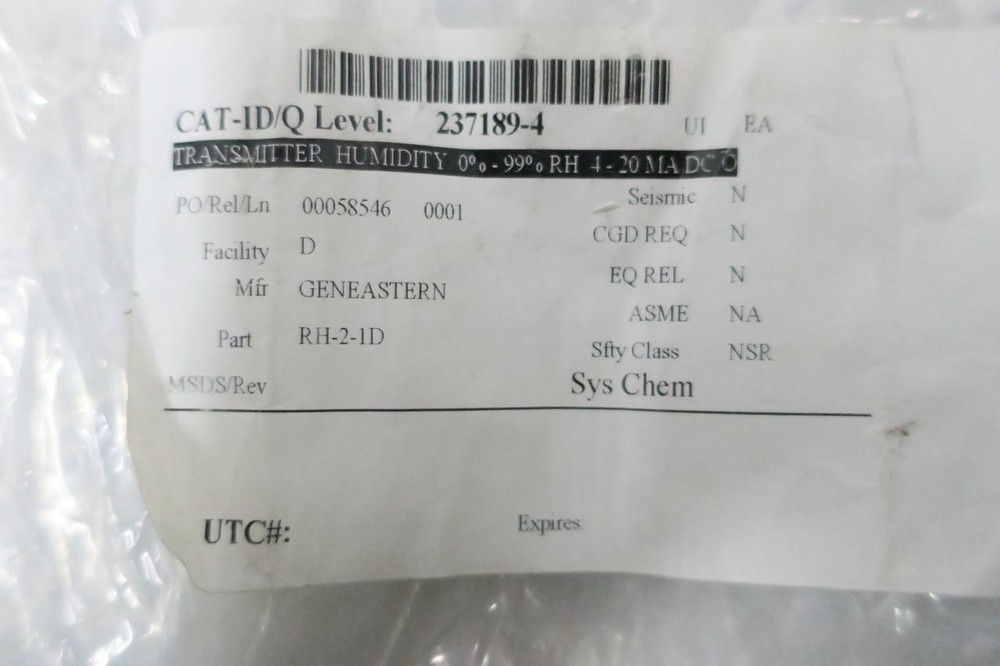 CAT-ID/Q Level: 237189-4 UI EA
TRANSMITTER HUMIDITY 0% - 99% RH 4 - 20 MA DC O
PO/Rel/Ln 00058546 0001 Seismic N
Facility D CGD REQ N
Mfr GENEASTERN EQ REL N
ASME NA
Part RH-2-1D Sfty Class NSR
MSDS/Rev Sys Chem
UTC#: Expires